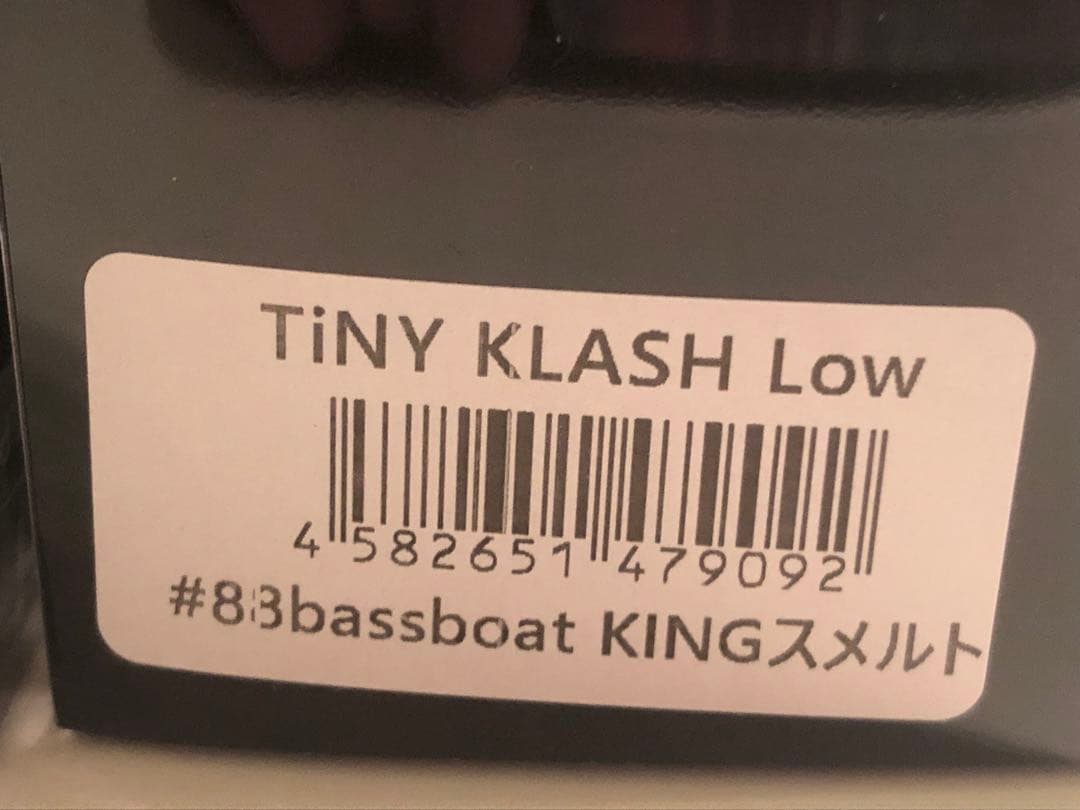 TiNY KLASH Low
4 582651 479092
#83bassboat KINGスメルト